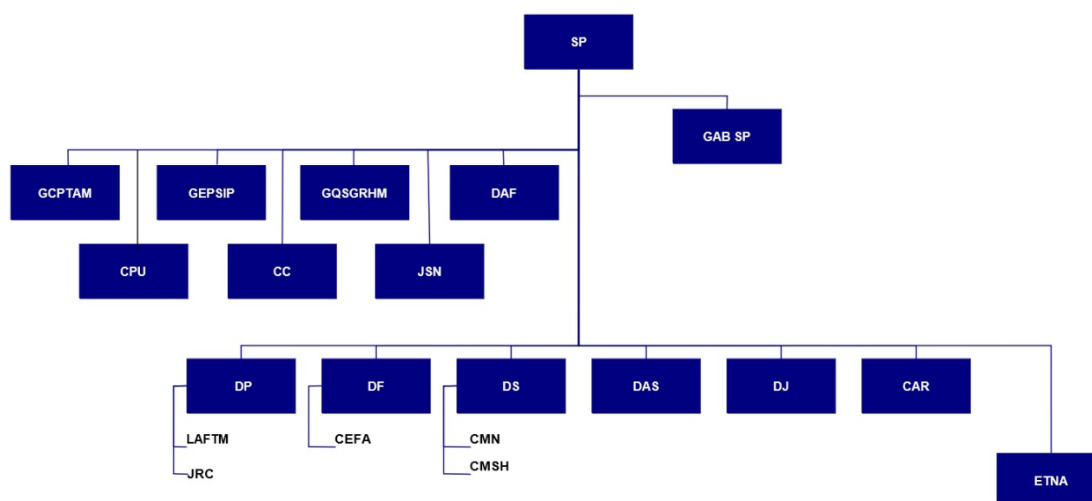 SP
GAB SP
GCPTAM
GEPSIP
GQSGRHM
DAF
CPU
CC
JSN
DP
DF
DS
DAS
DJ
CAR
LAFTM
CEFA
CMN
JRC
CMSH
ETNA